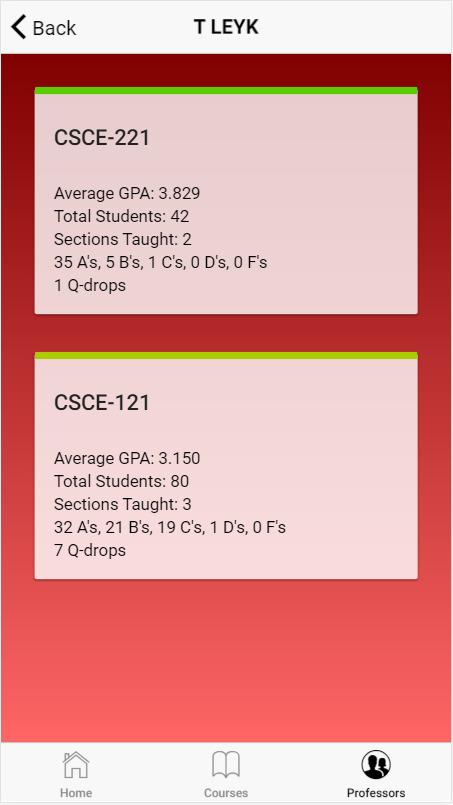 Back
T LEYK
CSCE-221
Average GPA: 3.829
Total Students: 42
Sections Taught: 2
35 A's, 5 B's, 1 C's, 0 D's, 0 F's
1 Q-drops
CSCE-121
Average GPA: 3.150
Total Students: 80
Sections Taught: 3
32 A's, 21 B's, 19 C's, 1 D's, 0 F's
7 Q-drops
Home
Courses
Professors